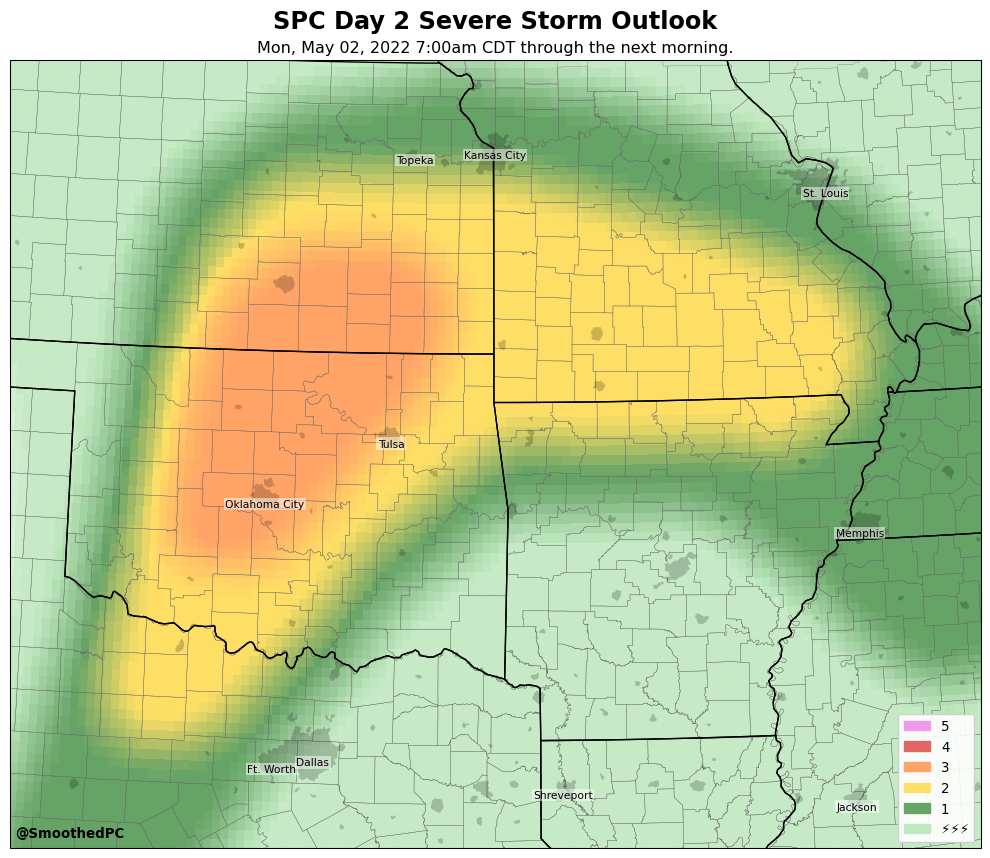 SPC Day 2 Severe Storm Outlook
Mon, May 02, 2022 7:00am CDT through the next morning.
Topeka
Kansas City
St. Louis
Tulsa
Oklahoma City
Memphis
Ft. Worth
Dallas
Shreveport
Jackson
5
4
3
2
1
⚡⚡⚡
@SmoothedPC